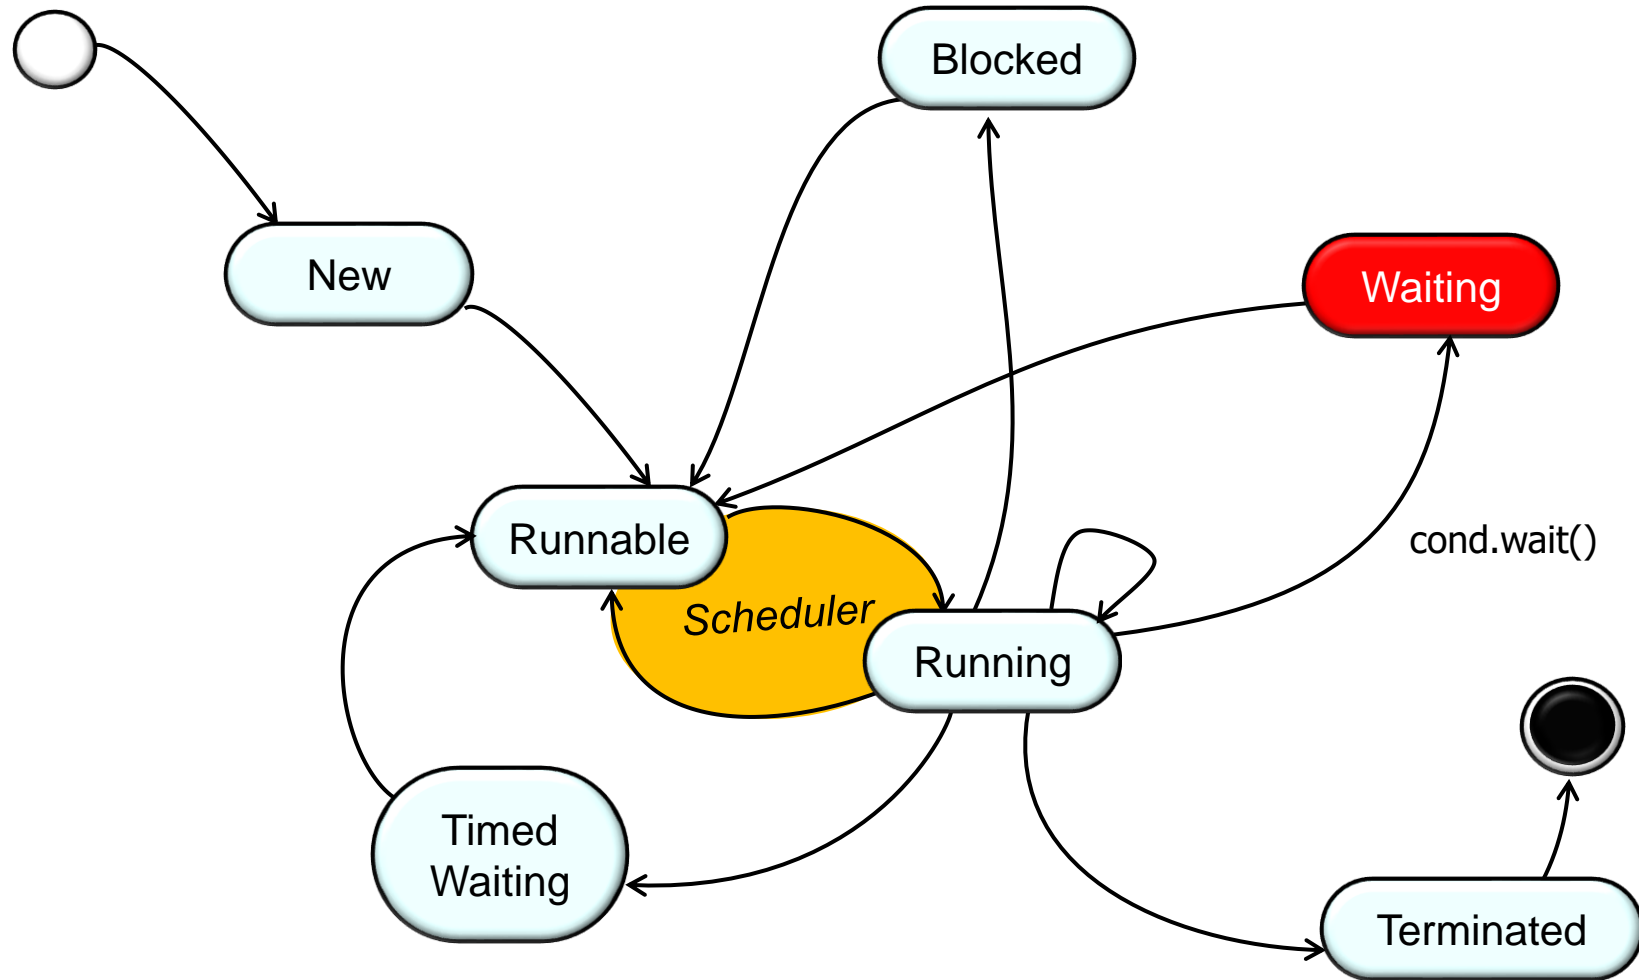 Blocked
New
Waiting
Runnable
cond.wait()
Scheduler
Running
Timed
Waiting
Terminated